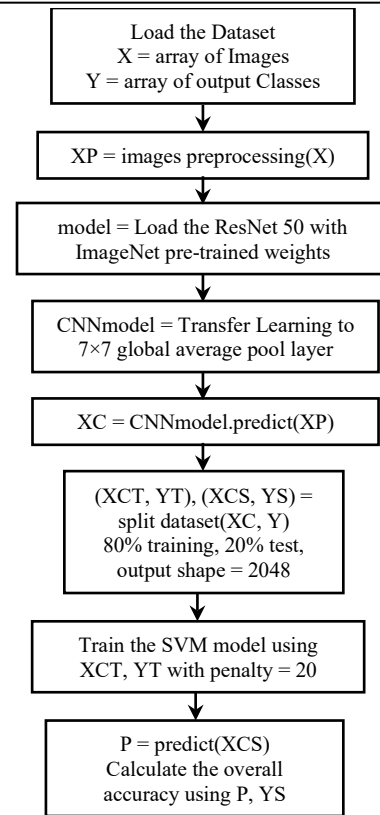 Load the Dataset
X = array of Images
Y = array of output Classes
XP = images preprocessing(X)
model = Load the ResNet 50 with
ImageNet pre-trained weights
CNNmodel = Transfer Learning to
7×7 global average pool layer
XC = CNNmodel.predict(XP)
(XCT, YT), (XCS, YS) =
split dataset(XC, Y)
80% training, 20% test,
output shape = 2048
Train the SVM model using
XCT, YT with penalty = 20
P = predict(XCS)
Calculate the overall
accuracy using P, YS